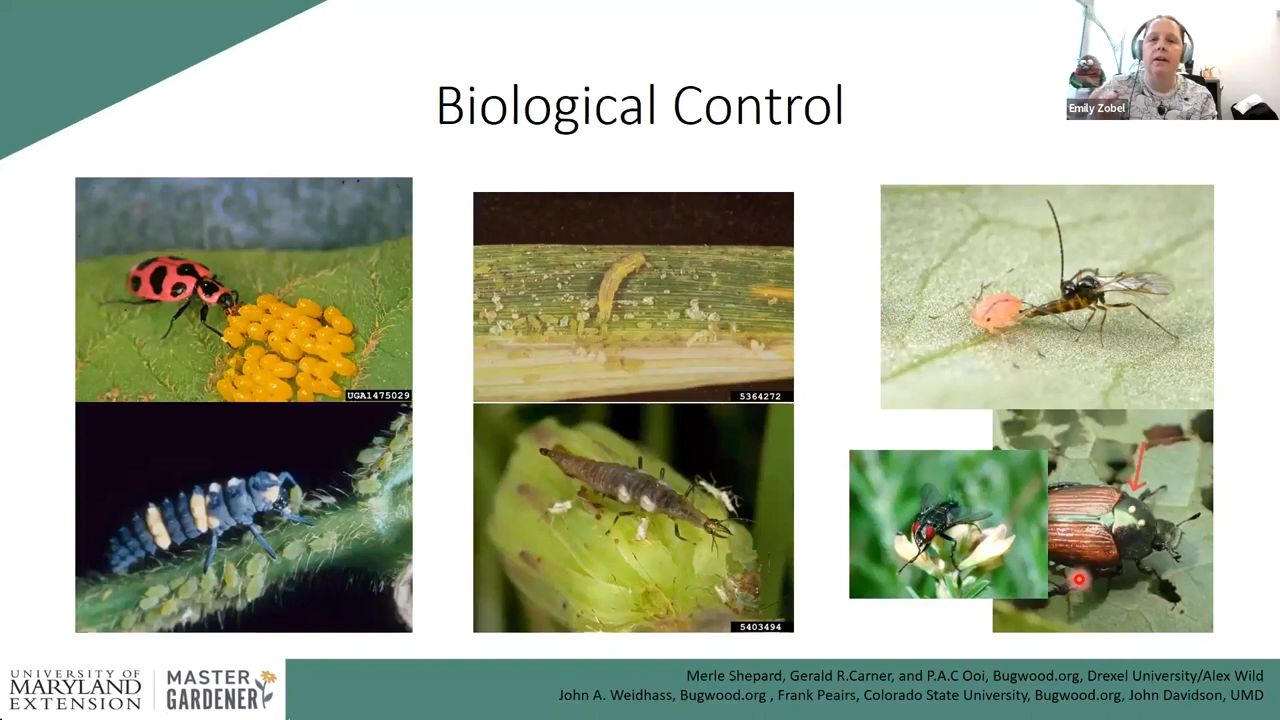 Emily Zobel
Biological Control
UGA1475029
5364272
5403494
UNIVERSITY OF
MARYLAND
EXTENSION
MASTER
GARDENER
Merle Shepard, Gerald R.Carner, and P.A.C Ooi, Bugwood.org, Drexel University/Alex Wild
John A. Weidhass, Bugwood.org , Frank Peairs, Colorado State University, Bugwood.org, John Davidson, UMD